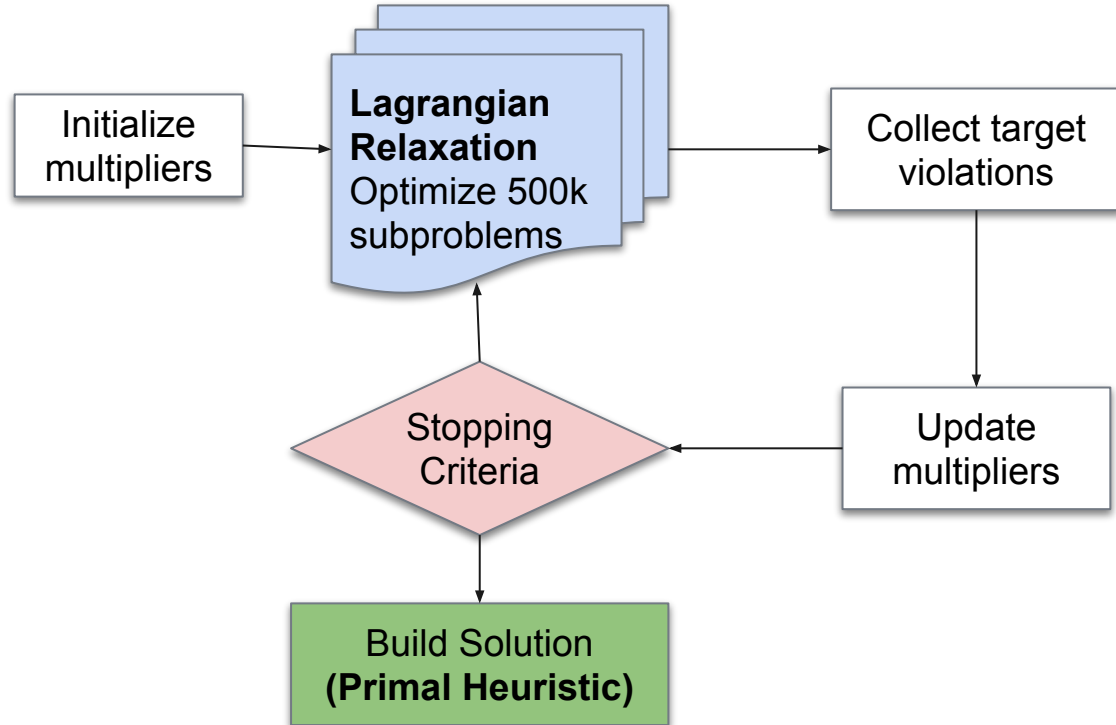 Initialize
multipliers
Lagrangian
Relaxation
Optimize 500k
subproblems
Collect target
violations
Update
multipliers
Stopping
Criteria
Build Solution
(Primal Heuristic)